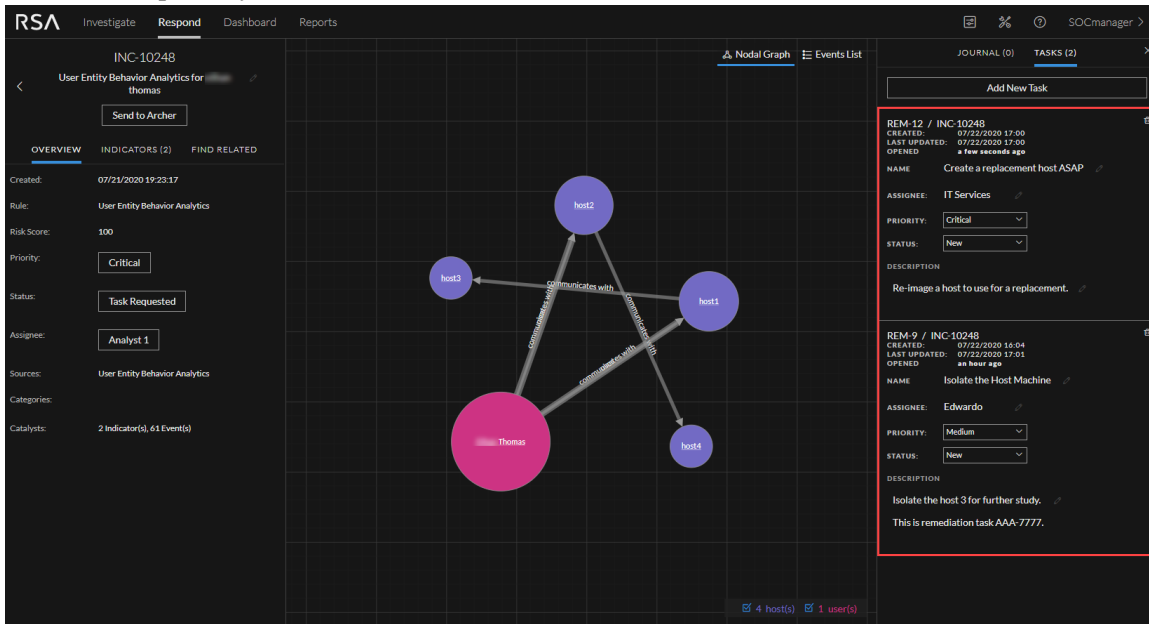 RSA Investigate Respond Dashboard Reports SOCmanager >
INC-10248
User Entity Behavior Analytics for
thomas
Send to Archer
OVERVIEW INDICATORS (2) FIND RELATED
Created: 07/21/2020 19:23:17
Rule: User Entity Behavior Analytics
Risk Score: 100
Priority: Critical
Status: Task Requested
Assignee: Analyst 1
Sources: User Entity Behavior Analytics
Categories:
Catalysts: 2 Indicator(s), 61 Event(s)
Nodal Graph Events List
host2
host3
communicates with
host1
communicates with
communicates with
communicates with
Thomas
host4
4 host(s) 1 user(s)
JOURNAL (0) TASKS (2)
Add New Task
REM-12 / INC-10248
CREATED: 07/22/2020 17:00
LAST UPDATED: 07/22/2020 17:00
OPENED a few seconds ago
NAME Create a replacement host ASAP
ASSIGNEE: IT Services
PRIORITY: Critical
STATUS: New
DESCRIPTION
Re-image a host to use for a replacement.
REM-9 / INC-10248
CREATED: 07/22/2020 16:04
LAST UPDATED: 07/22/2020 17:01
OPENED an hour ago
NAME Isolate the Host Machine
ASSIGNEE: Edwardo
PRIORITY: Medium
STATUS: New
DESCRIPTION
Isolate the host 3 for further study.
This is remediation task AAA-7777.